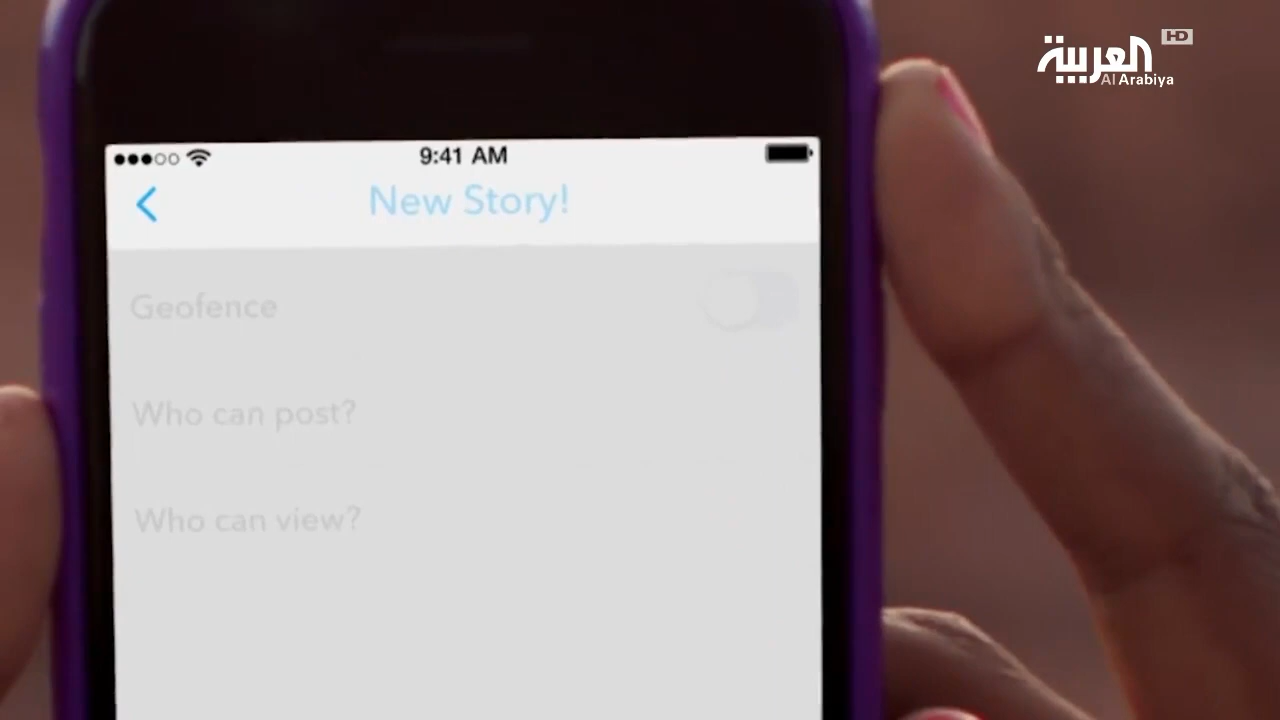 HD
العربية
Al Arabiya
9:41 AM
New Story!
Geofence
Who can post?
Who can view?